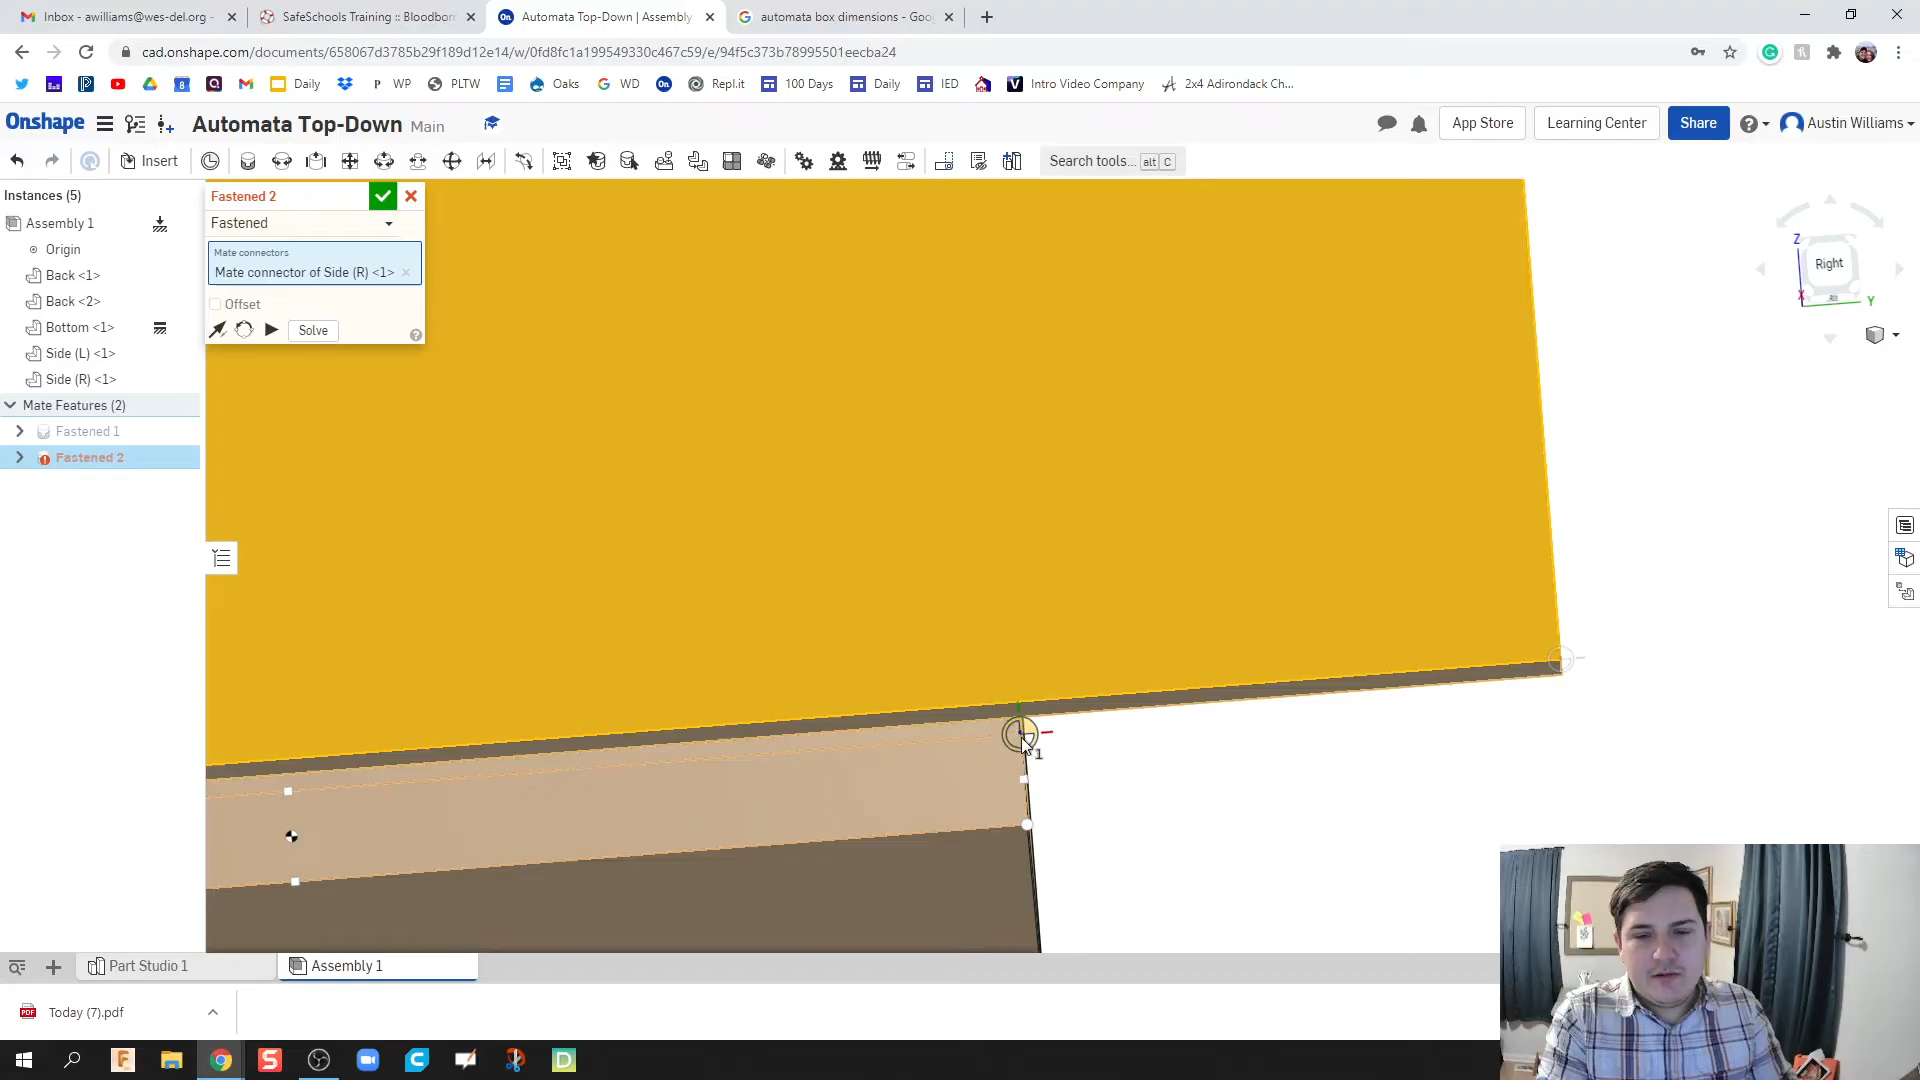 Inbox - awilliams@wes-del.org -
SafeSchools Training :: Bloodborn
Automata Top-Down | Assembly
automata box dimensions - Goo
cad.onshape.com/documents/658067d3785b29f189d12e14/w/0fd8fc1a199549330c467c59/e/94f5c373b78995501eecba24
Daily
WP
PLTW
Oaks
WD
Repl.it
100 Days
Daily
IED
Intro Video Company
2x4 Adirondack Ch...
Onshape
Automata Top-Down Main
App Store
Learning Center
Share
Austin Williams
Insert
Search tools... alt C
Instances (5)
Assembly 1
Origin
Back <1>
Back <2>
Bottom <1>
Side (L) <1>
Side (R) <1>
Mate Features (2)
Fastened 1
Fastened 2
Fastened 2
Fastened
Mate connectors
Mate connector of Side (R) <1>
Offset
Solve
Z
Right
X
Y
1
Part Studio 1
Assembly 1
Today (7).pdf